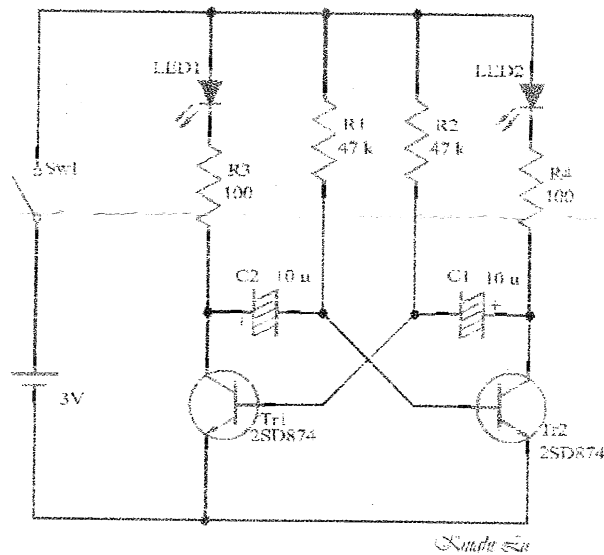 LED1
LED2
R1
47 k
R2
47 k
R3
100
R4
100
Sw1
C2 10 u
C1 10 u
+
+
3V
Tr1
2SD874
Tr2
2SD874
Knight